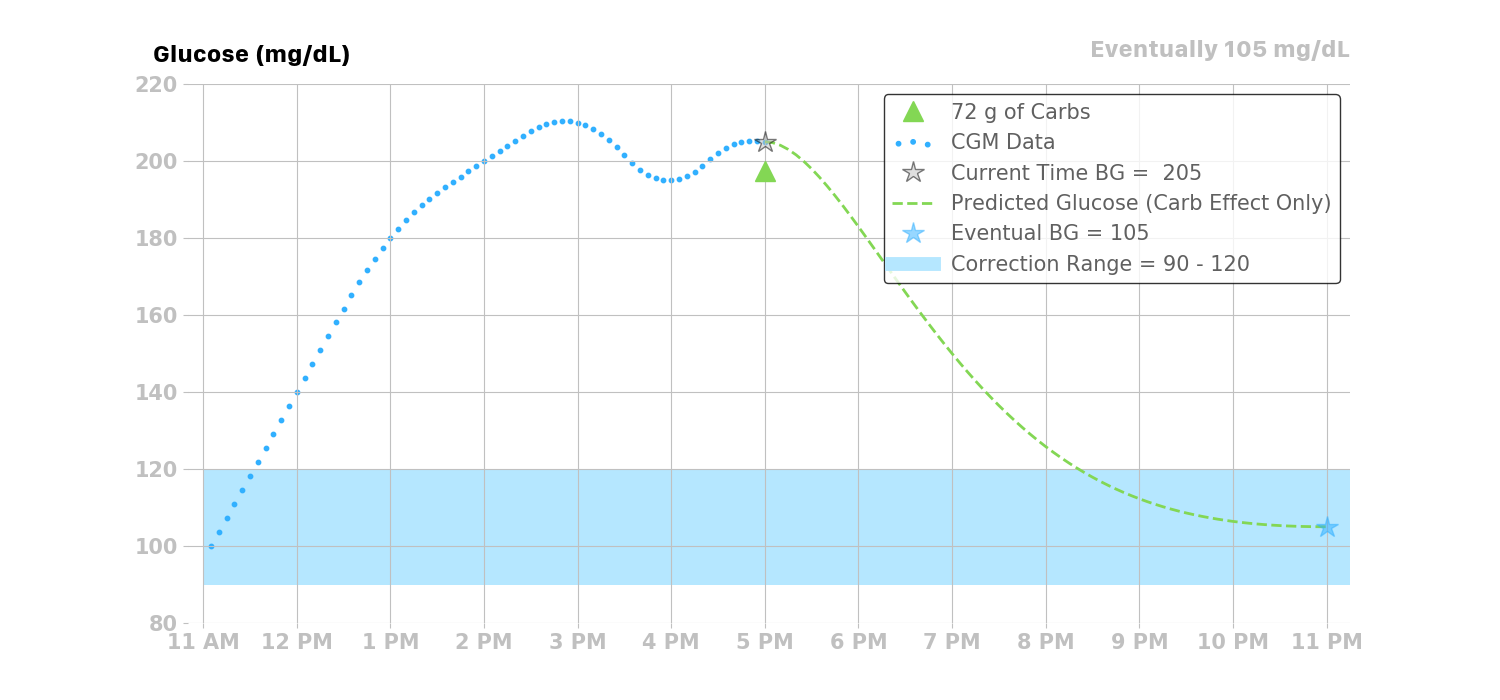 Glucose (mg/dL)
Eventually 105 mg/dL
220
200
180
160
140
120
100
80
72 g of Carbs
CGM Data
Current Time BG = 205
Predicted Glucose (Carb Effect Only)
Eventual BG = 105
Correction Range = 90 - 120
11 AM 12 PM 1 PM 2 PM 3 PM 4 PM 5 PM 6 PM 7 PM 8 PM 9 PM 10 PM 11 PM